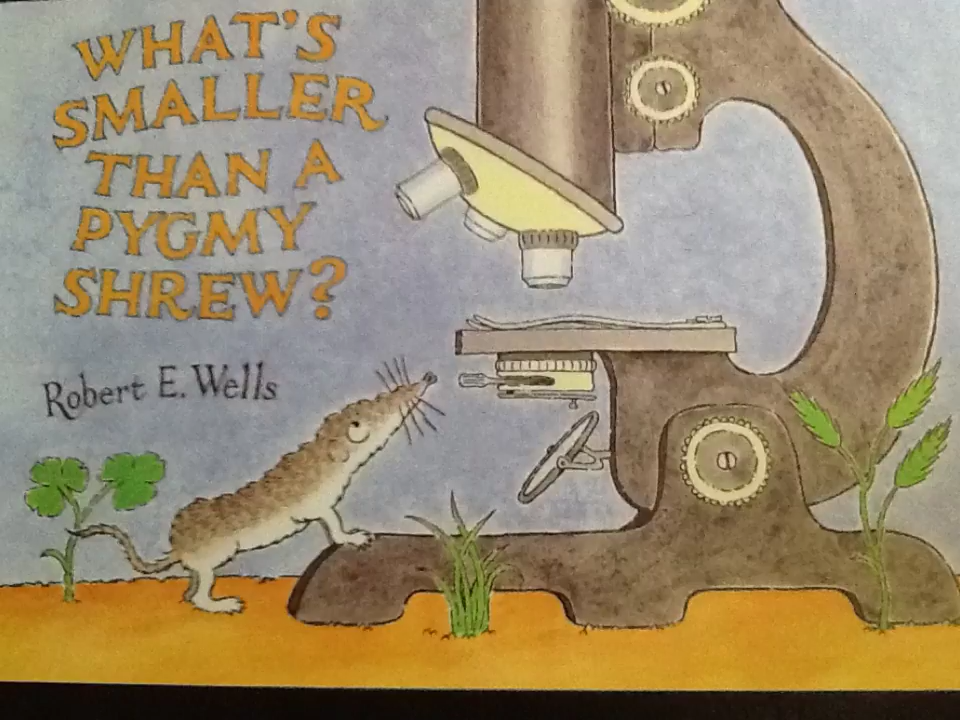 WHAT'S
SMALLER
THAN A
PYGMY
SHREW?
Robert E. Wells